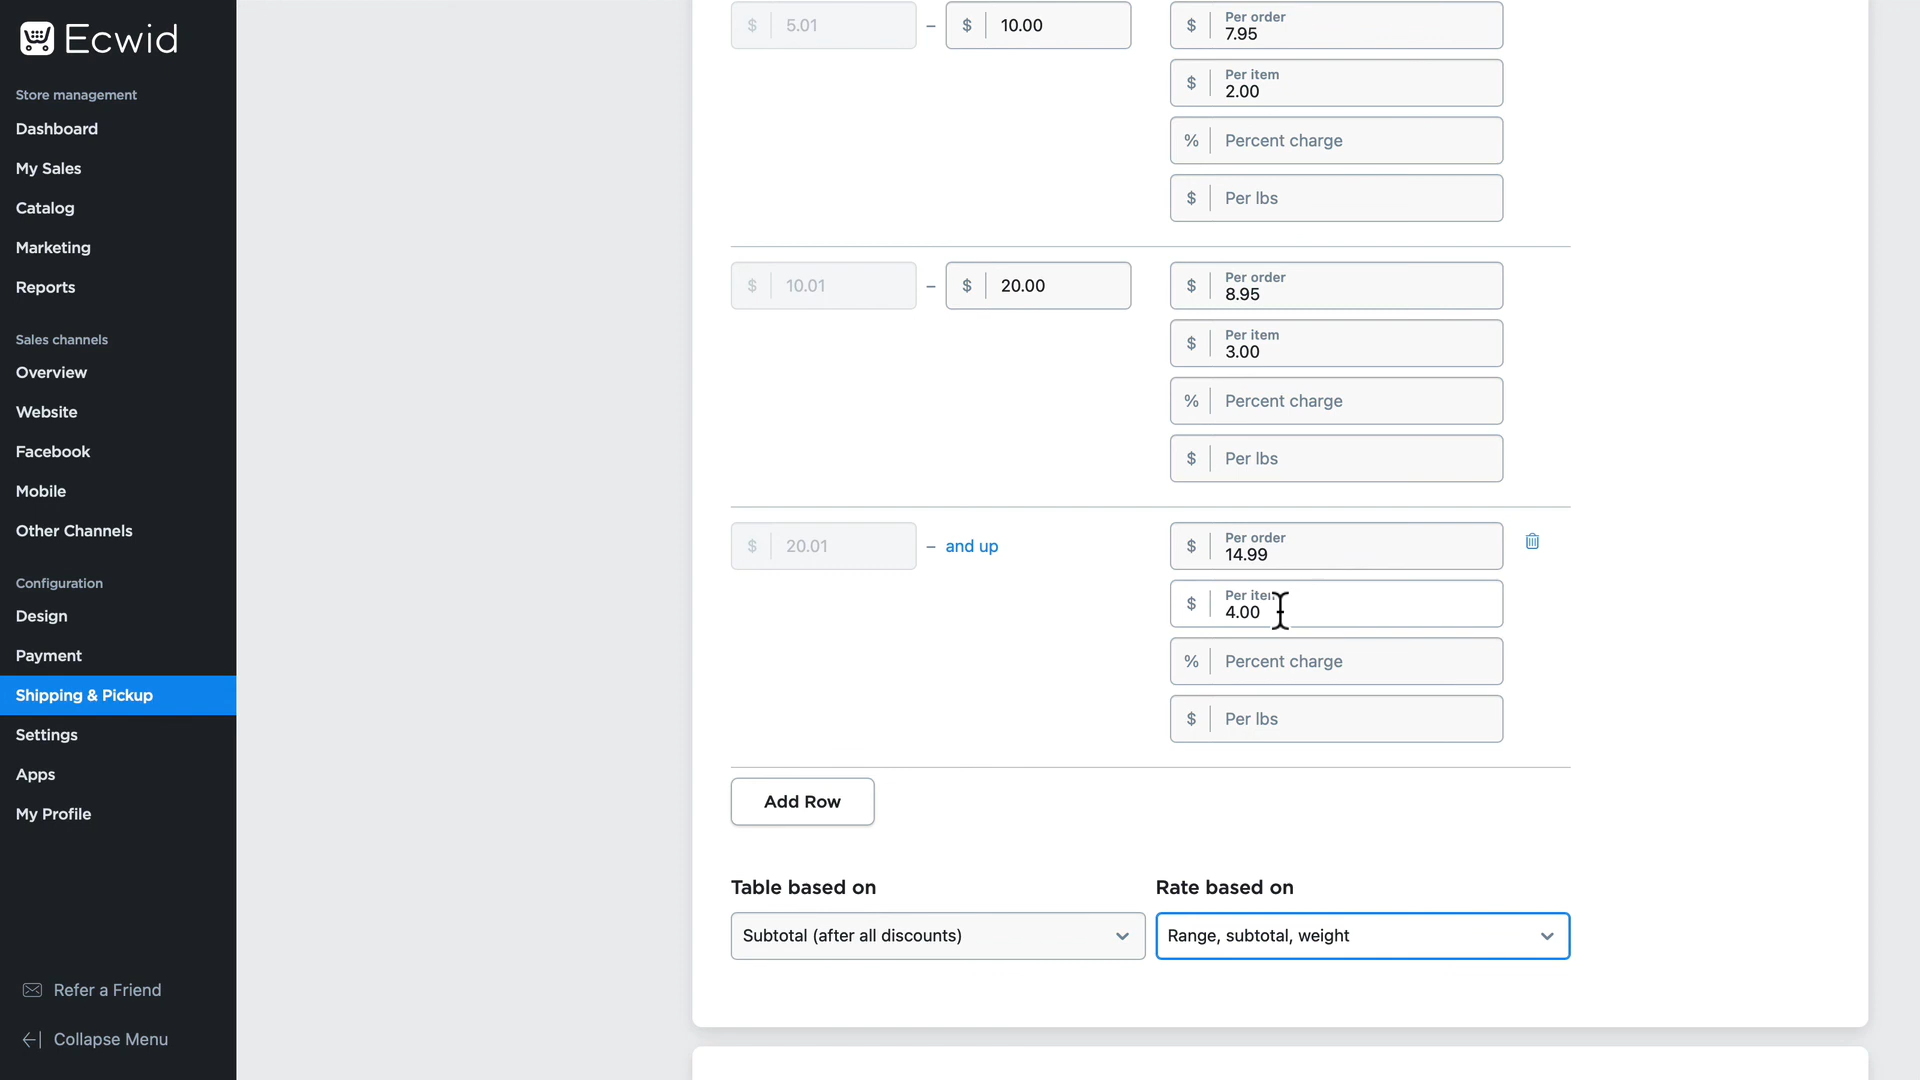 Ecwid
Store management
Dashboard
My Sales
Catalog
Marketing
Reports
Sales channels
Overview
Website
Facebook
Mobile
Other Channels
Configuration
Design
Payment
Shipping & Pickup
Settings
Apps
My Profile
Refer a Friend
Collapse Menu
$ 5.01 – $ 10.00
$ Per order
7.95
$ Per item
2.00
% Percent charge
$ Per lbs
$ 10.01 – $ 20.00
$ Per order
8.95
$ Per item
3.00
% Percent charge
$ Per lbs
$ 20.01 – and up
$ Per order
14.99
$ Per item
4.00
% Percent charge
$ Per lbs
Add Row
Table based on
Subtotal (after all discounts)
Rate based on
Range, subtotal, weight